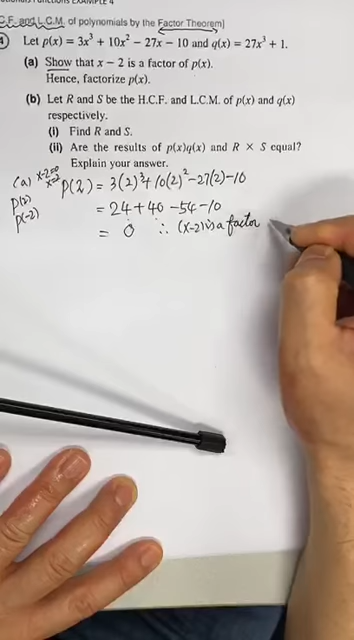 C.F. and L.C.M. of polynomials by the Factor Theorem]
Let p(x) = 3x³ + 10x² − 27x − 10 and q(x) = 27x³ + 1.
(a) Show that x − 2 is a factor of p(x).
Hence, factorize p(x).
(b) Let R and S be the H.C.F. and L.C.M. of p(x) and q(x)
respectively.
(i) Find R and S.
(ii) Are the results of p(x)q(x) and R × S equal?
Explain your answer.
(a) x-2=0
x=2
p(2)
p(-2)
p(2) = 3(2)³+10(2)²-27(2)-10
= 24+40-54-10
= 0 ∴ (x-2) is a factor